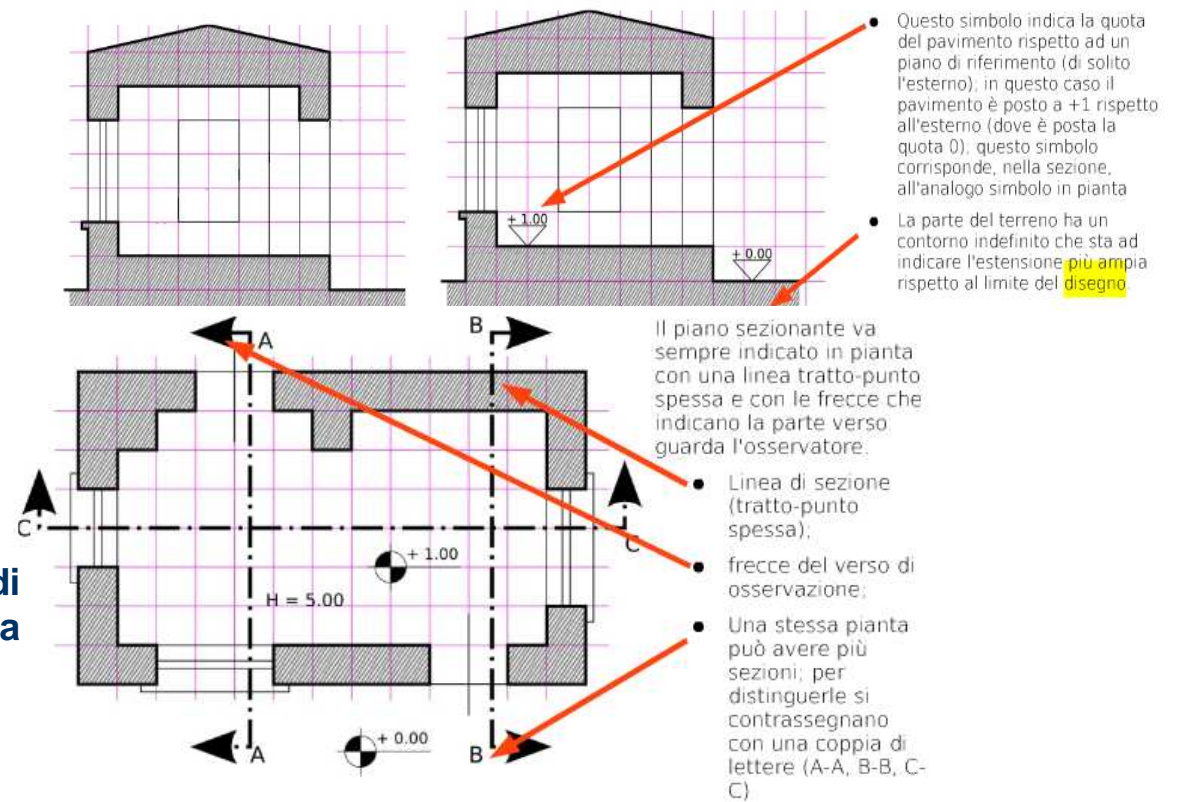 Questo simbolo indica la quota
del pavimento rispetto ad un
piano di riferimento (di solito
l'esterno); in questo caso il
pavimento è posto a +1 rispetto
all'esterno (dove è posta la
quota 0); questo simbolo
corrisponde, nella sezione,
all'analogo simbolo in pianta
La parte del terreno ha un
contorno indefinito che sta ad
indicare l'estensione più ampia
rispetto al limite del disegno.
+ 1.00
+ 0.00
Il piano sezionante va
sempre indicato in pianta
con una linea tratto-punto
spessa e con le frecce che
indicano la parte verso
guarda l'osservatore.
Linea di sezione
(tratto-punto
spessa);
frecce del verso di
osservazione;
Una stessa pianta
può avere più
sezioni; per
distinguerle si
contrassegnano
con una coppia di
lettere (A-A, B-B, C-
C)
A
B
C
C
+ 1.00
H = 5.00
A
B
+ 0.00
di
a